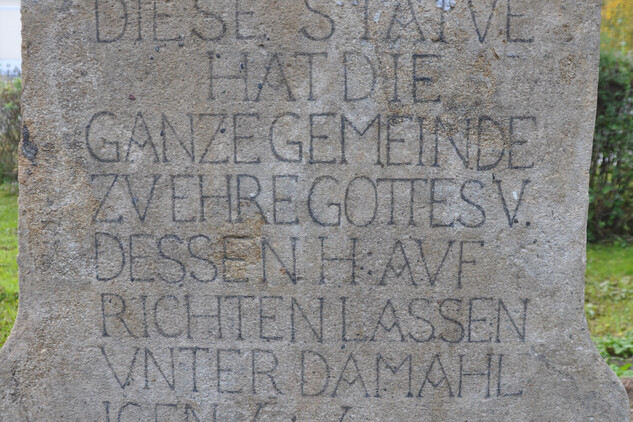 DIESE STATVE
HAT DIE
GANZE GEMEINDE
ZV EHRE GOTTES V.
DESSEN H: AVF
RICHTEN LASSEN
VNTER DAMAHL